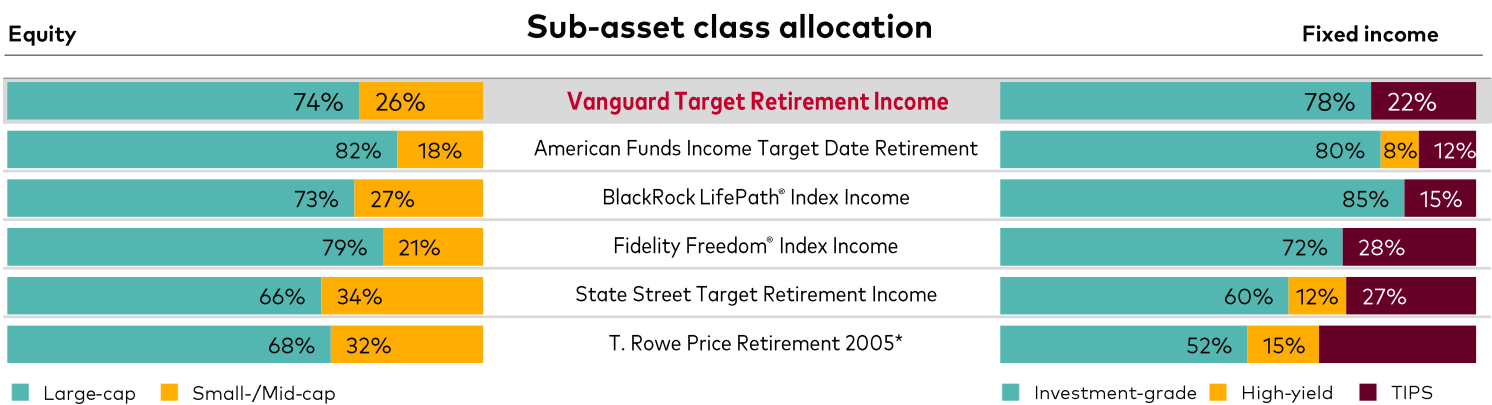 Equity Sub-asset class allocation Fixed income
74% 26% Vanguard Target Retirement Income 78% 22%
82% 18% American Funds Income Target Date Retirement 80% 8% 12%
73% 27% BlackRock LifePath® Index Income 85% 15%
79% 21% Fidelity Freedom® Index Income 72% 28%
66% 34% State Street Target Retirement Income 60% 12% 27%
68% 32% T. Rowe Price Retirement 2005* 52% 15%
Large-cap Small-/Mid-cap Investment-grade High-yield TIPS